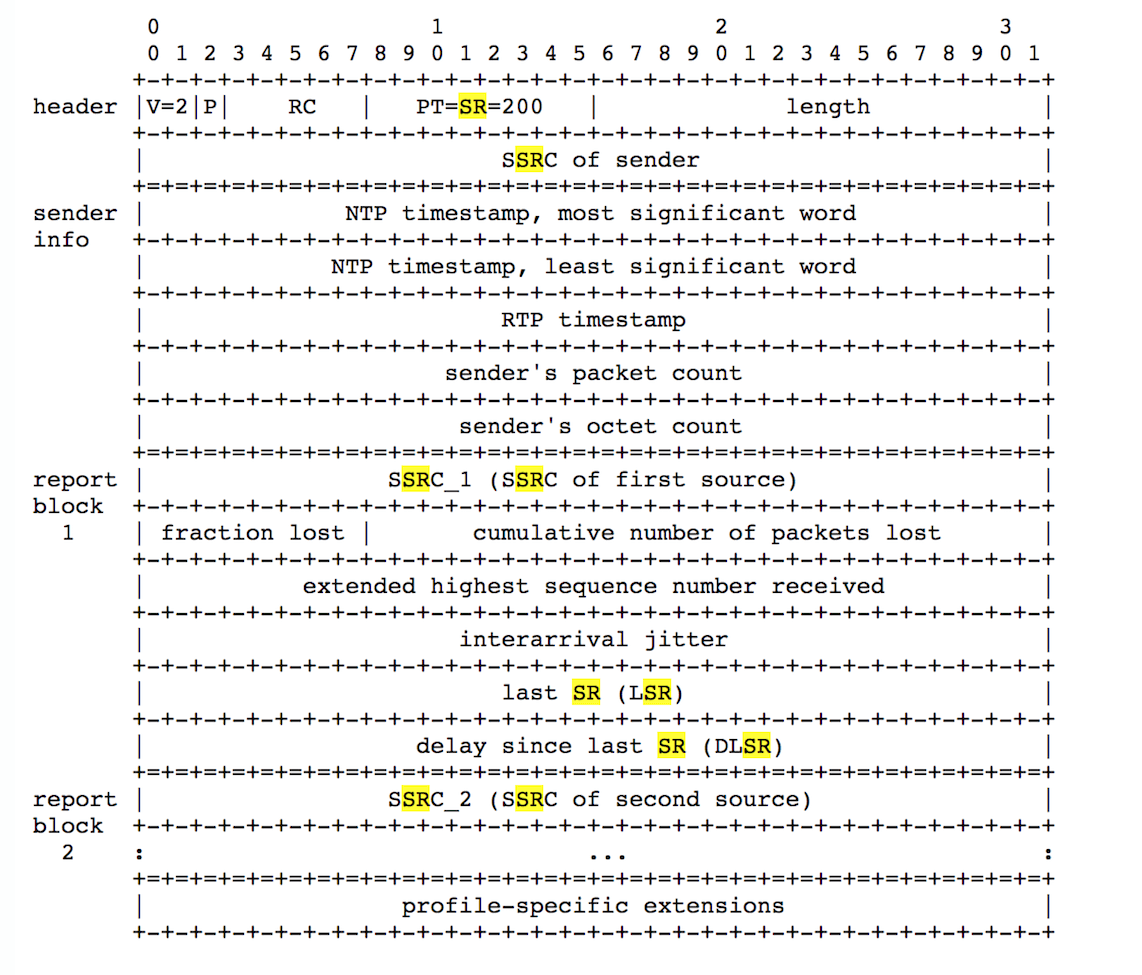 0 1 2 3
0 1 2 3 4 5 6 7 8 9 0 1 2 3 4 5 6 7 8 9 0 1 2 3 4 5 6 7 8 9 0 1
+-+-+-+-+-+-+-+-+-+-+-+-+-+-+-+-+-+-+-+-+-+-+-+-+-+-+-+-+-+-+-+-+
header |V=2|P| RC | PT=SR=200 | length |
+-+-+-+-+-+-+-+-+-+-+-+-+-+-+-+-+-+-+-+-+-+-+-+-+-+-+-+-+-+-+-+-+
| SSRC of sender |
+=+=+=+=+=+=+=+=+=+=+=+=+=+=+=+=+=+=+=+=+=+=+=+=+=+=+=+=+=+=+=+=+
sender | NTP timestamp, most significant word |
info +-+-+-+-+-+-+-+-+-+-+-+-+-+-+-+-+-+-+-+-+-+-+-+-+-+-+-+-+-+-+-+-+
| NTP timestamp, least significant word |
+-+-+-+-+-+-+-+-+-+-+-+-+-+-+-+-+-+-+-+-+-+-+-+-+-+-+-+-+-+-+-+-+
| RTP timestamp |
+-+-+-+-+-+-+-+-+-+-+-+-+-+-+-+-+-+-+-+-+-+-+-+-+-+-+-+-+-+-+-+-+
| sender's packet count |
+-+-+-+-+-+-+-+-+-+-+-+-+-+-+-+-+-+-+-+-+-+-+-+-+-+-+-+-+-+-+-+-+
| sender's octet count |
+=+=+=+=+=+=+=+=+=+=+=+=+=+=+=+=+=+=+=+=+=+=+=+=+=+=+=+=+=+=+=+=+
report | SSRC_1 (SSRC of first source) |
block +-+-+-+-+-+-+-+-+-+-+-+-+-+-+-+-+-+-+-+-+-+-+-+-+-+-+-+-+-+-+-+-+
1 | fraction lost | cumulative number of packets lost |
+-+-+-+-+-+-+-+-+-+-+-+-+-+-+-+-+-+-+-+-+-+-+-+-+-+-+-+-+-+-+-+-+
| extended highest sequence number received |
+-+-+-+-+-+-+-+-+-+-+-+-+-+-+-+-+-+-+-+-+-+-+-+-+-+-+-+-+-+-+-+-+
| interarrival jitter |
+-+-+-+-+-+-+-+-+-+-+-+-+-+-+-+-+-+-+-+-+-+-+-+-+-+-+-+-+-+-+-+-+
| last SR (LSR) |
+-+-+-+-+-+-+-+-+-+-+-+-+-+-+-+-+-+-+-+-+-+-+-+-+-+-+-+-+-+-+-+-+
| delay since last SR (DLSR) |
+=+=+=+=+=+=+=+=+=+=+=+=+=+=+=+=+=+=+=+=+=+=+=+=+=+=+=+=+=+=+=+=+
report | SSRC_2 (SSRC of second source) |
block +-+-+-+-+-+-+-+-+-+-+-+-+-+-+-+-+-+-+-+-+-+-+-+-+-+-+-+-+-+-+-+-+
2 : ... :
+=+=+=+=+=+=+=+=+=+=+=+=+=+=+=+=+=+=+=+=+=+=+=+=+=+=+=+=+=+=+=+=+
| profile-specific extensions |
+-+-+-+-+-+-+-+-+-+-+-+-+-+-+-+-+-+-+-+-+-+-+-+-+-+-+-+-+-+-+-+-+